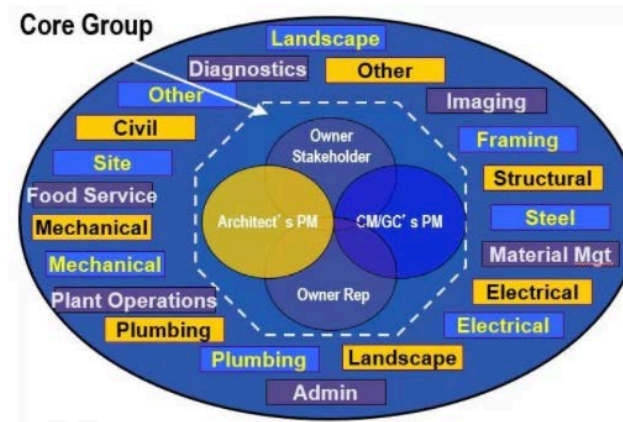 Core Group
Landscape
Diagnostics
Other
Other
Imaging
Civil
Framing
Site
Structural
Food Service
Steel
Mechanical
Material Mgt
Mechanical
Electrical
Plant Operations
Electrical
Plumbing
Plumbing
Landscape
Admin
Owner
Stakeholder
Architect's PM
CM/GC's PM
Owner Rep